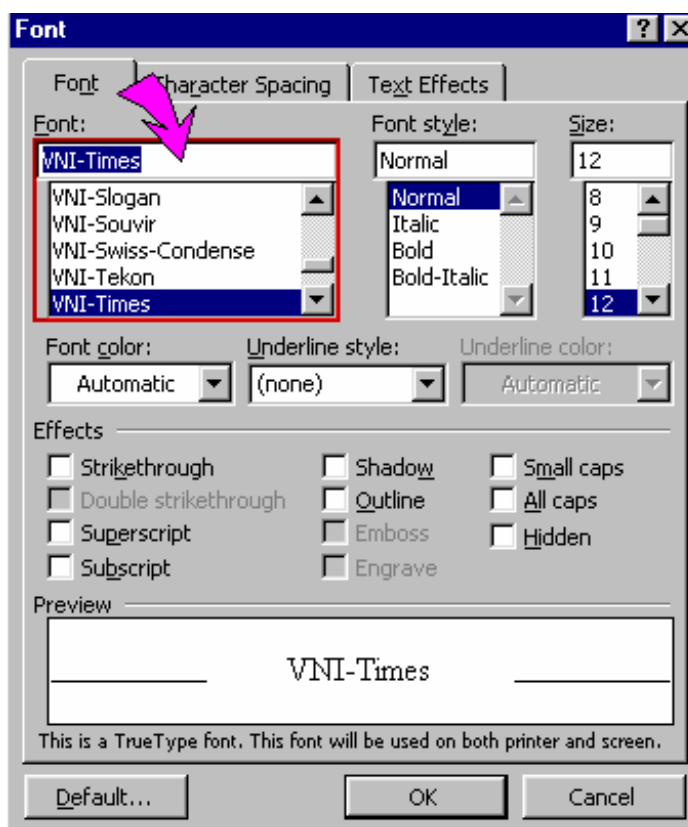 Font
Font Character Spacing Text Effects
Font: Font style: Size:
VNI-Times Normal 12
VNI-Slogan Normal 8
VNI-Souvir Italic 9
VNI-Swiss-Condense Bold 10
VNI-Tekon Bold-Italic 11
VNI-Times 12
Font color: Underline style: Underline color:
Automatic (none) Automatic
Effects
Strikethrough Shadow Small caps
Double strikethrough Outline All caps
Superscript Emboss Hidden
Subscript Engrave
Preview
VNI-Times
This is a TrueType font. This font will be used on both printer and screen.
Default... OK Cancel